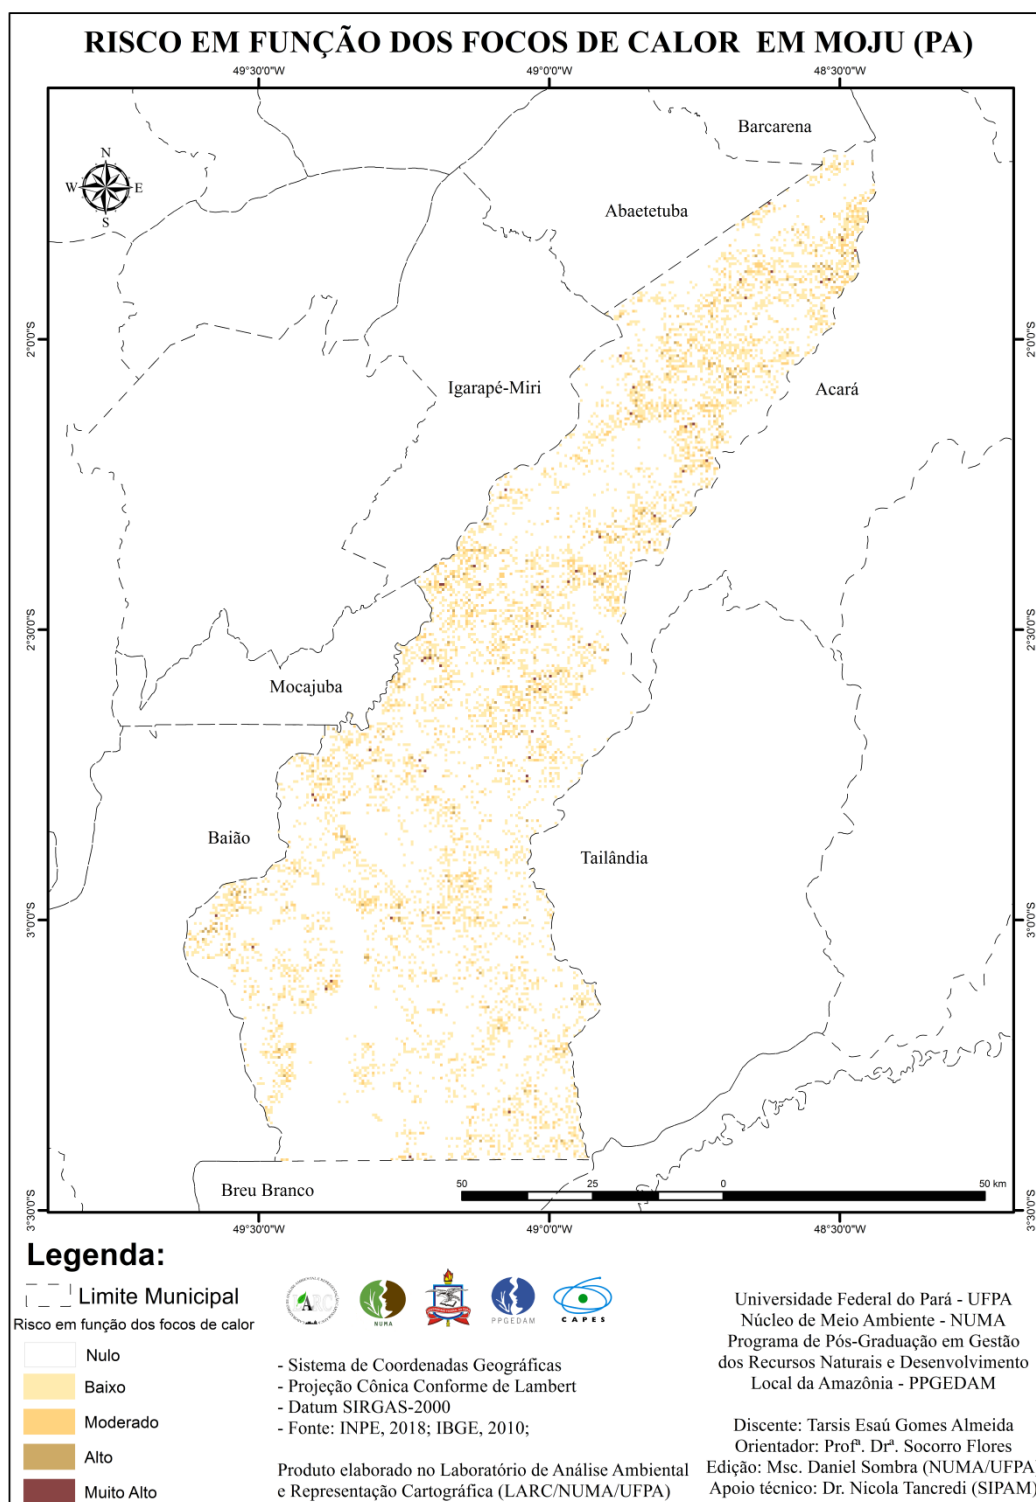 RISCO EM FUNÇÃO DOS FOCOS DE CALOR EM MOJU (PA)
49°30'0"W 49°0'0"W 48°30'0"W
Barcarena
N
W E
S
Abaetetuba
2°0'0"S 2°0'0"S
Igarapé-Miri
Acará
2°30'0"S 2°30'0"S
Mocajuba
Baião
Tailândia
3°0'0"S 3°0'0"S
Breu Branco
50 25 0 50 km
3°30'0"S 3°30'0"S
49°30'0"W 49°0'0"W 48°30'0"W
Legenda:
Limite Municipal
Risco em função dos focos de calor
Nulo
Baixo
Moderado
Alto
Muito Alto
LARC
NUMA
PPGEDAM
CAPES
- Sistema de Coordenadas Geográficas
- Projeção Cônica Conforme de Lambert
- Datum SIRGAS-2000
- Fonte: INPE, 2018; IBGE, 2010;
Produto elaborado no Laboratório de Análise Ambiental
e Representação Cartográfica (LARC/NUMA/UFPA)
Universidade Federal do Pará - UFPA
Núcleo de Meio Ambiente - NUMA
Programa de Pós-Graduação em Gestão
dos Recursos Naturais e Desenvolvimento
Local da Amazônia - PPGEDAM
Discente: Tarsis Esaú Gomes Almeida
Orientador: Profª. Drª. Socorro Flores
Edição: Msc. Daniel Sombra (NUMA/UFPA)
Apoio técnico: Dr. Nicola Tancredi (SIPAM)